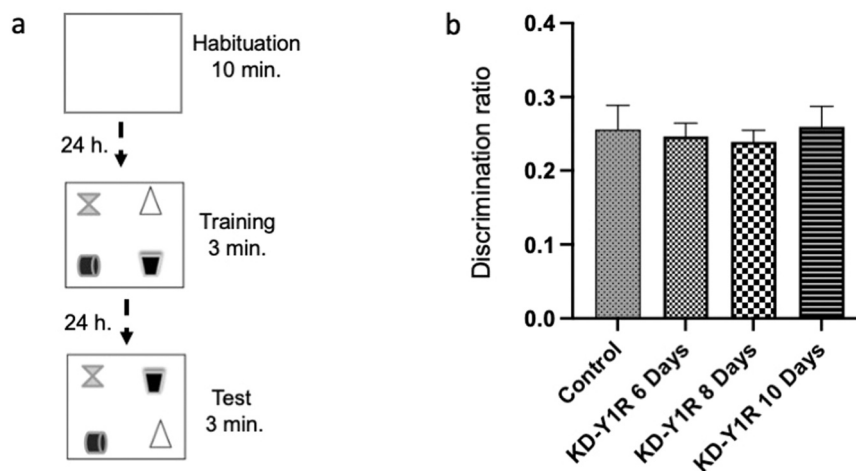 a
Habituation
10 min.
24 h.
Training
3 min.
24 h.
Test
3 min.
b
Discrimination ratio
0.4
0.3
0.2
0.1
0.0
Control
KD-Y1R 6 Days
KD-Y1R 8 Days
KD-Y1R 10 Days